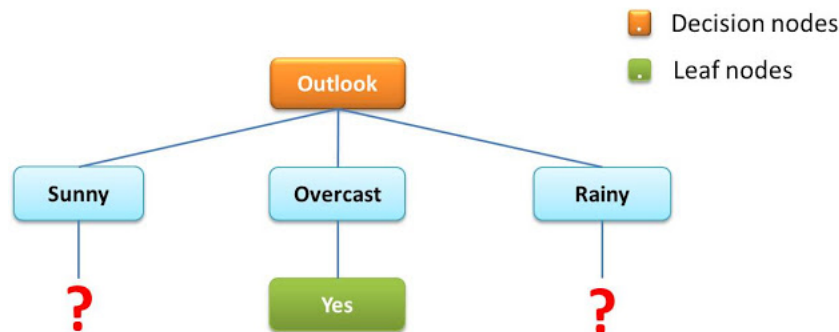 Decision nodes
Leaf nodes
Outlook
Sunny
Overcast
Rainy
?
Yes
?